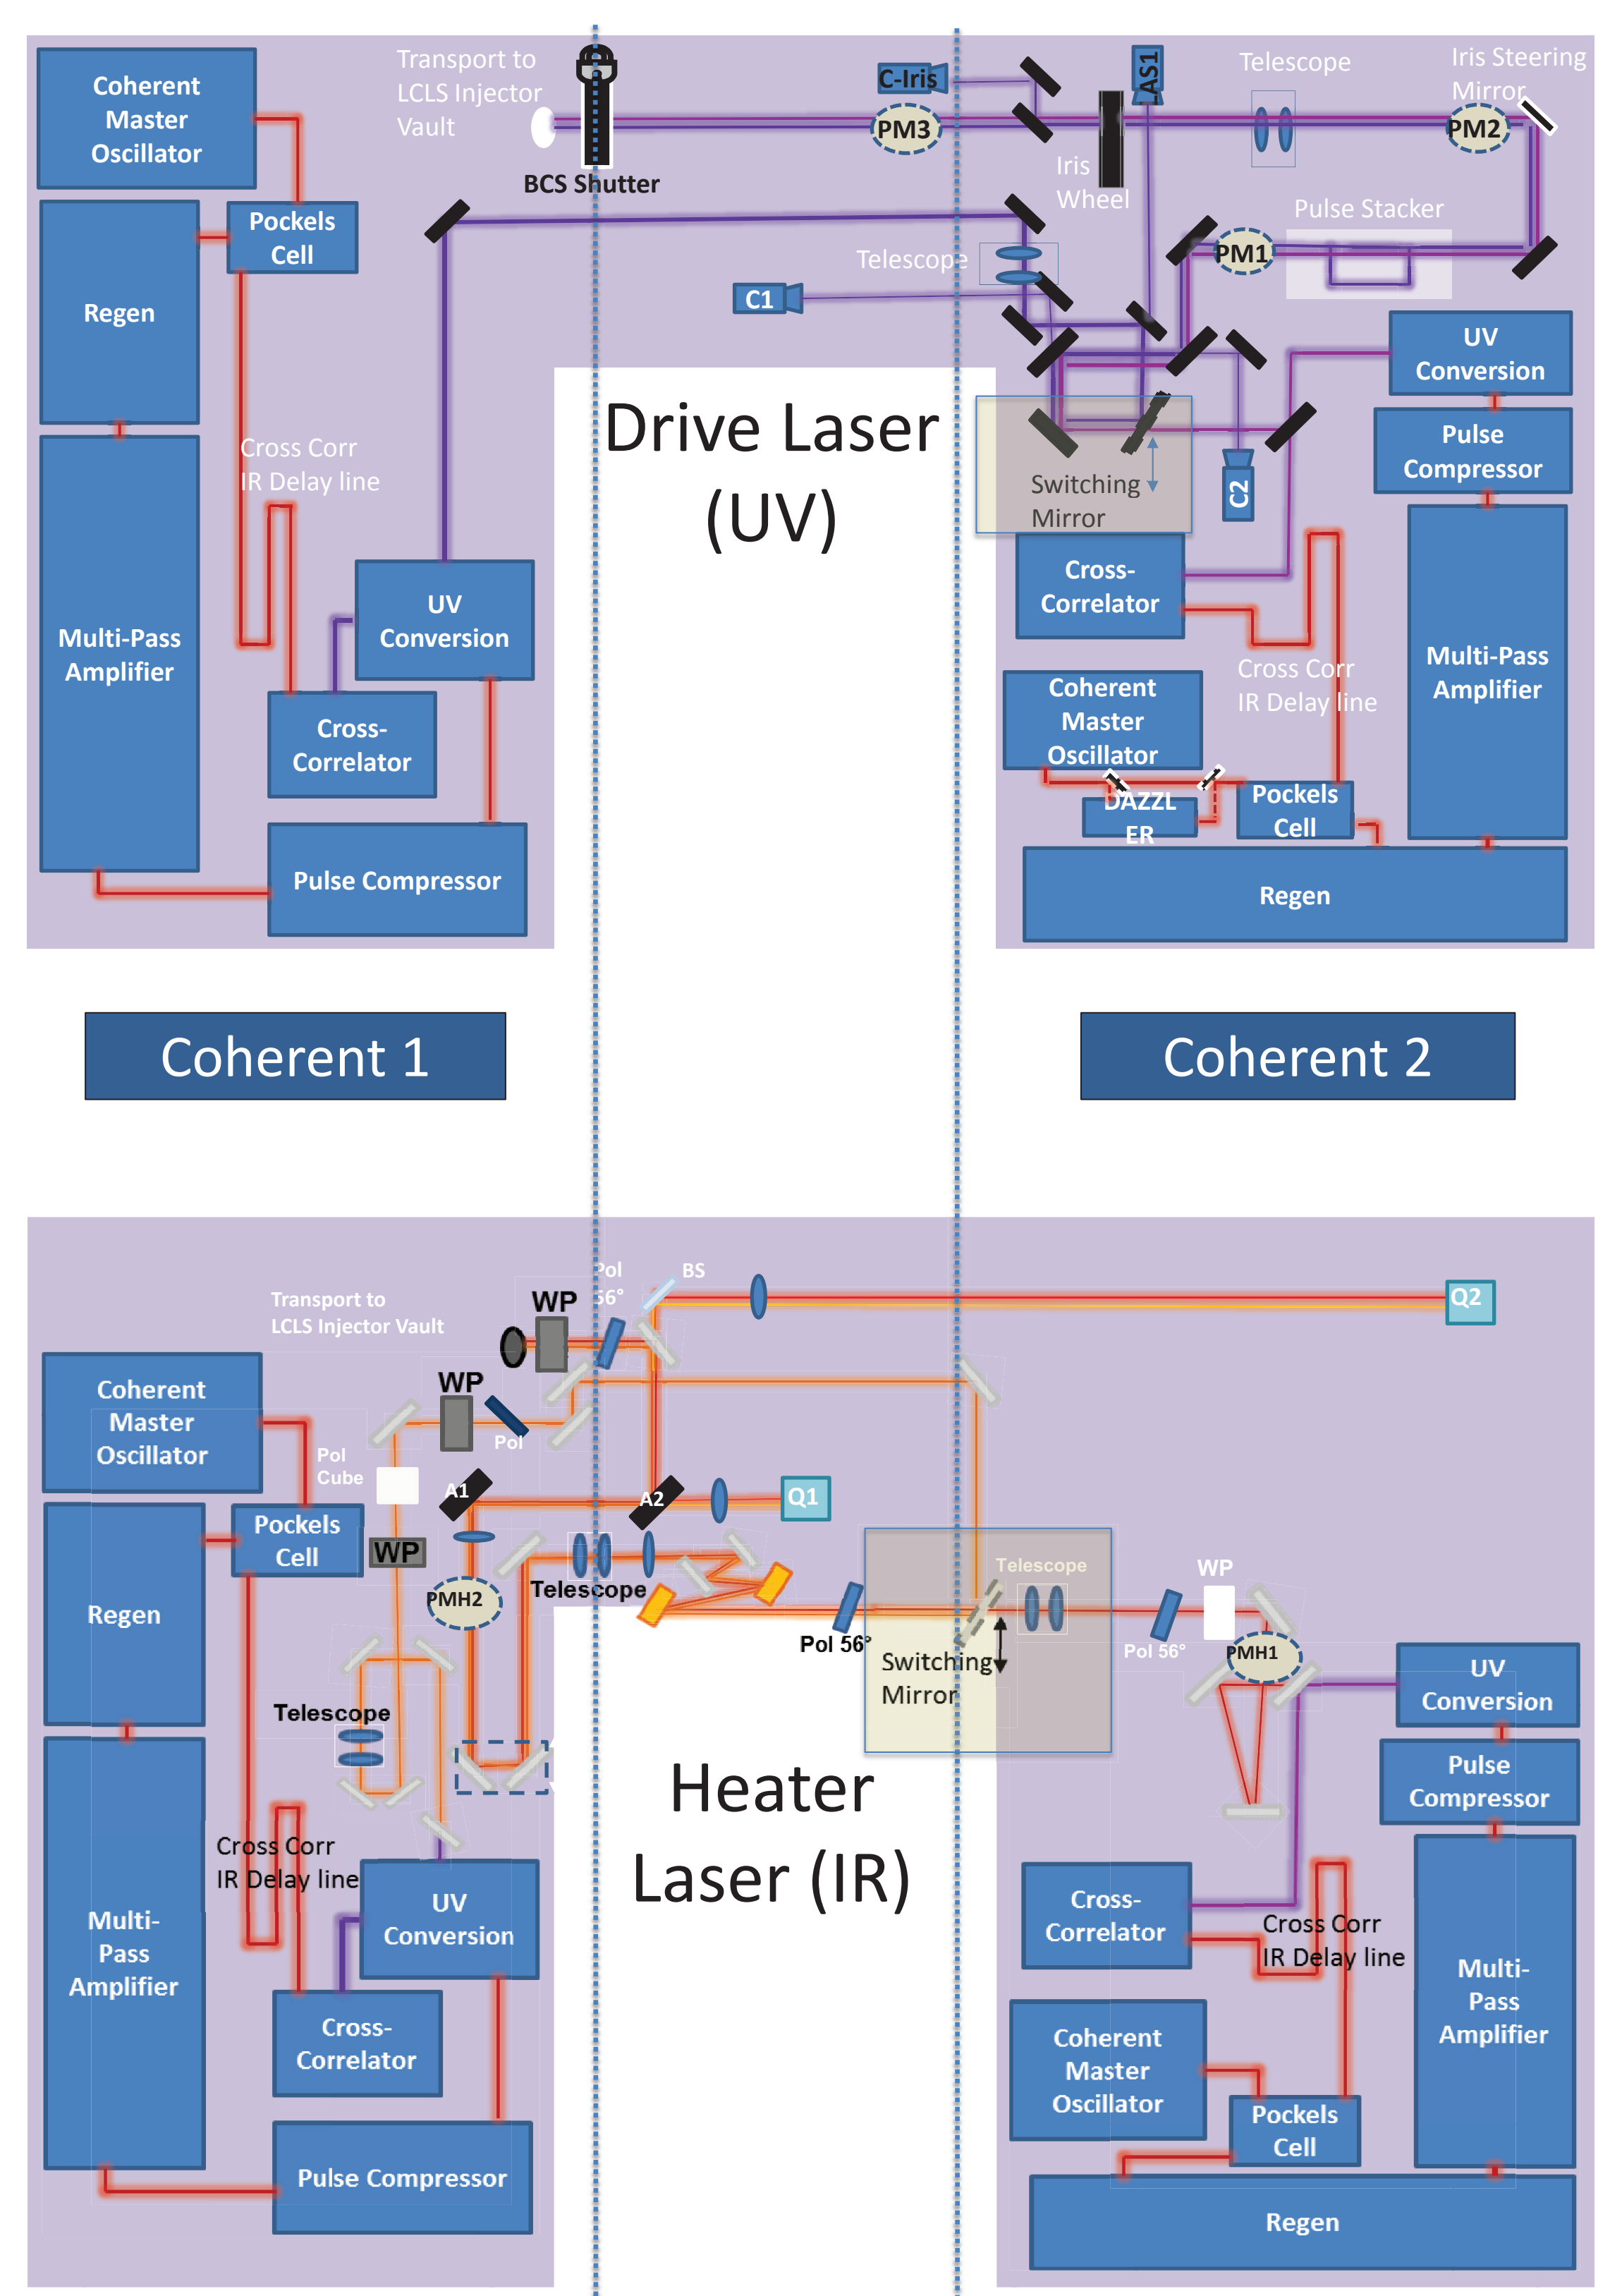 Coherent
Master
Oscillator
Transport to
LCLS Injector
Vault
BCS Shutter
C-Iris
PM3
AS1
Telescope
Iris Steering
Mirror
PM2
Iris
Wheel
Pockels
Cell
Regen
Telescope
C1
PM1
Pulse Stacker
UV
Conversion
Drive Laser
(UV)
Pulse
Compressor
Switching
Mirror
C2
Cross Corr
IR Delay line
Multi-Pass
Amplifier
UV
Conversion
Cross-
Correlator
Pulse Compressor
Cross-
Correlator
Cross Corr
IR Delay line
Multi-Pass
Amplifier
Coherent
Master
Oscillator
DAZZL
ER
Pockels
Cell
Regen
Coherent 1
Coherent 2
Transport to
LCLS Injector Vault
WP
Pol
56°
BS
Q2
Coherent
Master
Oscillator
WP
Pol
Pol
Cube
A1
A2
Q1
Pockels
Cell
WP
Regen
PMH2
Telescope
Telescope
WP
Pol 56°
Pol 56°
PMH1
Switching
Mirror
UV
Conversion
Telescope
Heater
Laser (IR)
Pulse
Compressor
Cross Corr
IR Delay line
Multi-
Pass
Amplifier
UV
Conversion
Cross-
Correlator
Pulse Compressor
Cross-
Correlator
Cross Corr
IR Delay line
Multi-
Pass
Amplifier
Coherent
Master
Oscillator
Pockels
Cell
Regen